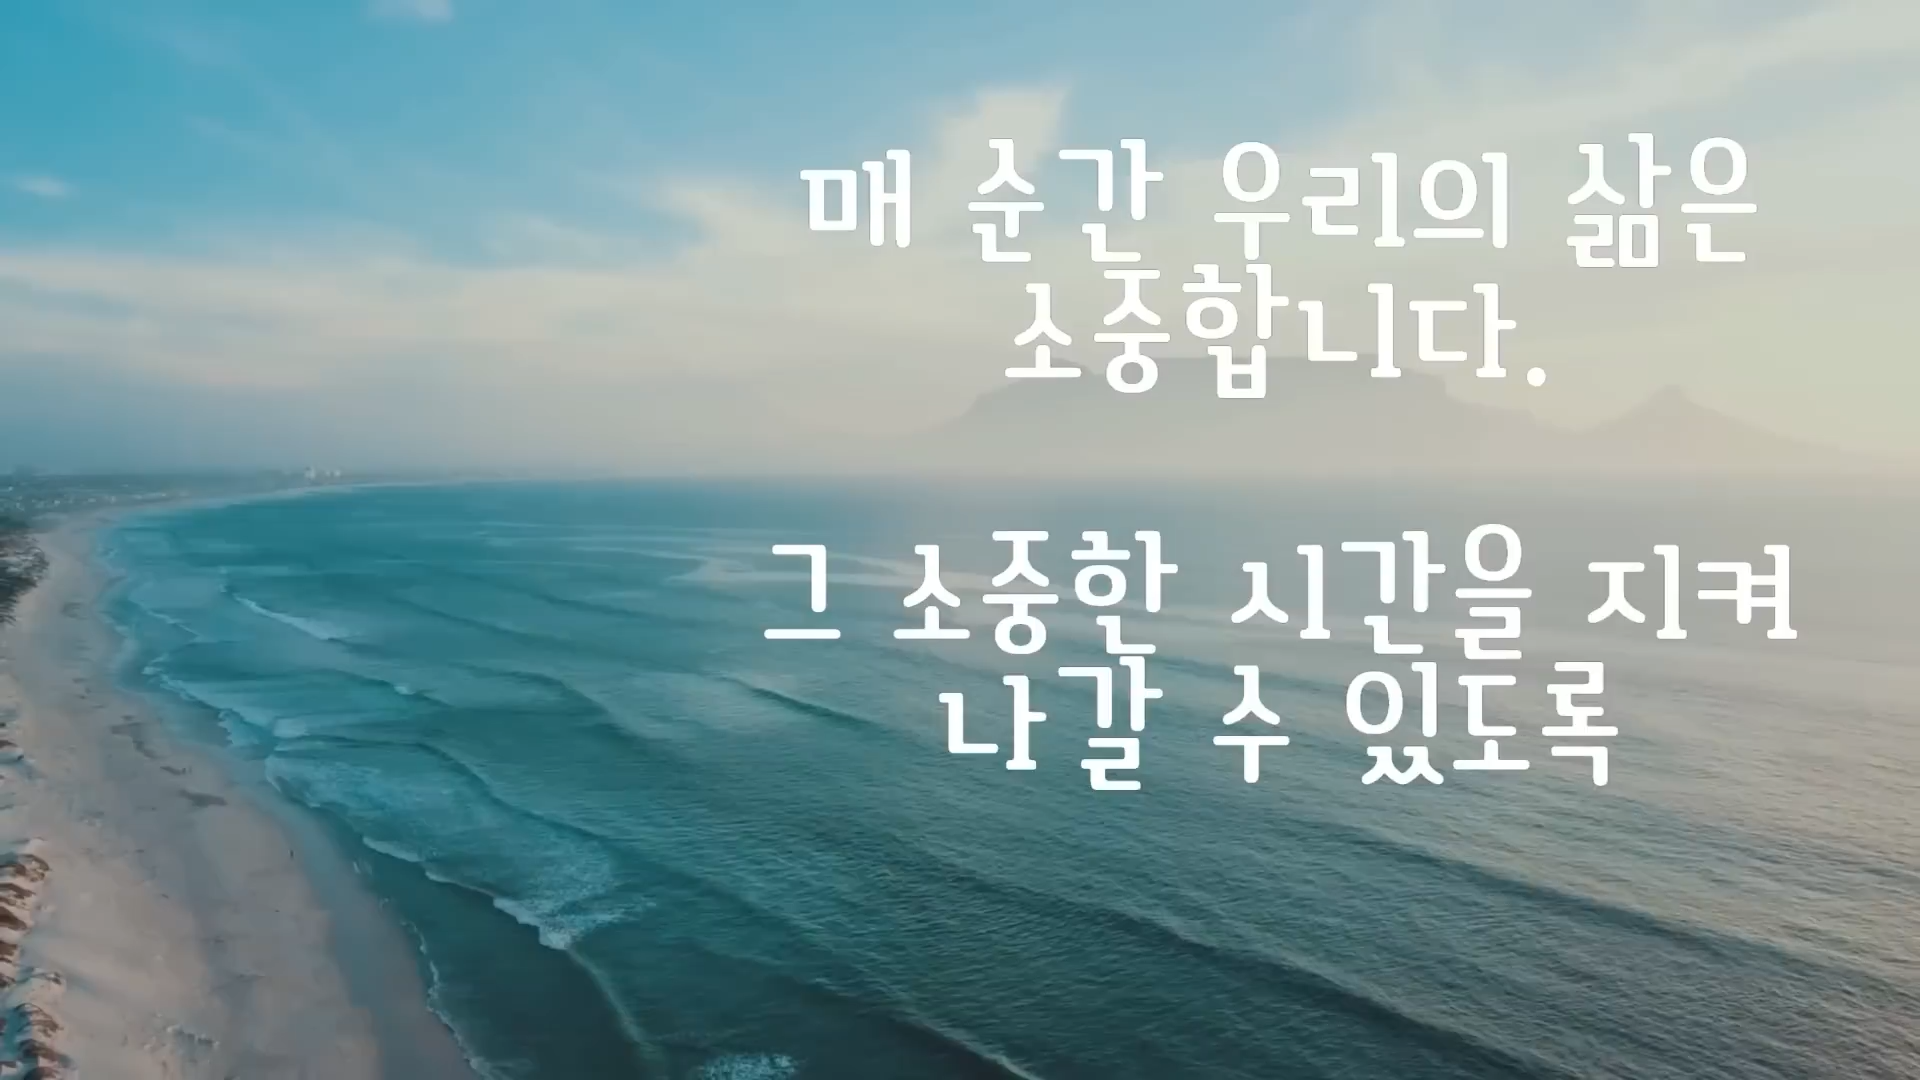 매 순간 우리의 삶은
소중합니다.
그 소중한 시간을 지켜
나갈 수 있도록